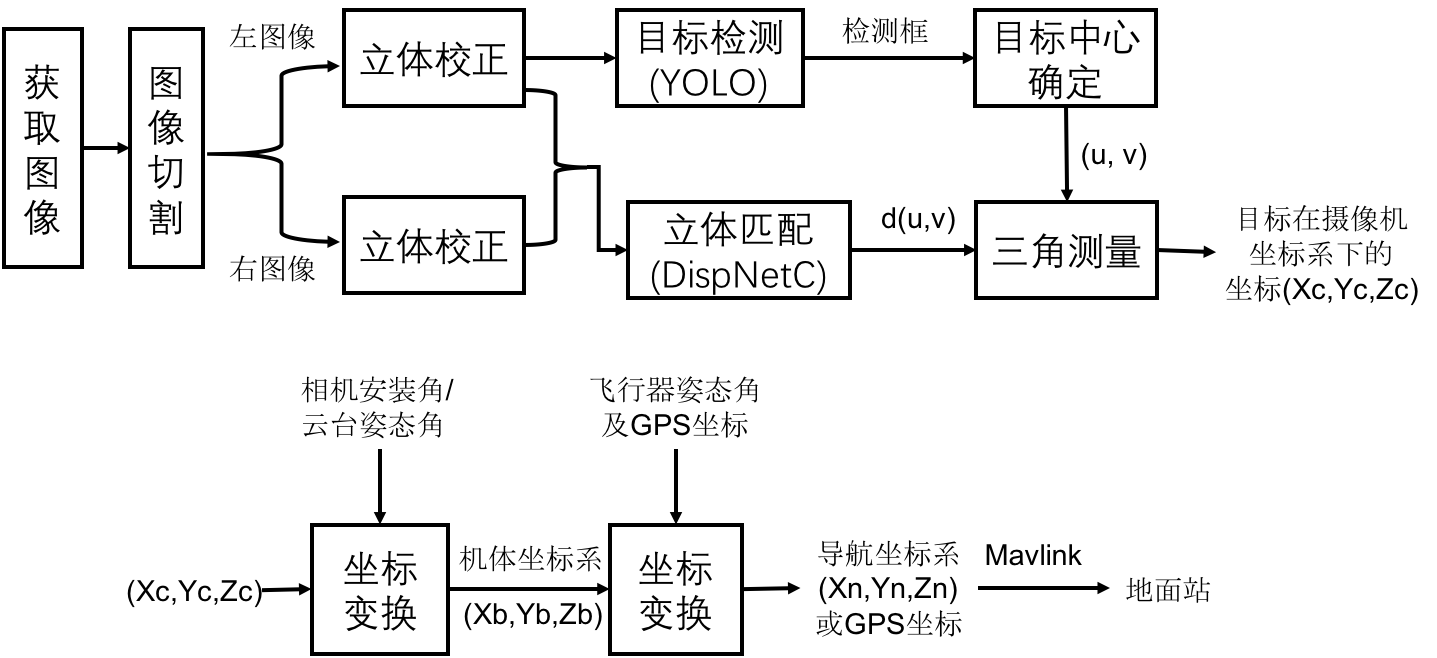 获
取
图
像
图
像
切
割
左图像
右图像
立体校正
立体校正
目标检测
(YOLO)
检测框
目标中心
确定
(u, v)
立体匹配
(DispNetC)
d(u,v)
三角测量
目标在摄像机
坐标系下的
坐标(Xc,Yc,Zc)
相机安装角/
云台姿态角
飞行器姿态角
及GPS坐标
(Xc,Yc,Zc)
坐标
变换
机体坐标系
(Xb,Yb,Zb)
坐标
变换
导航坐标系
(Xn,Yn,Zn)
或GPS坐标
Mavlink
地面站